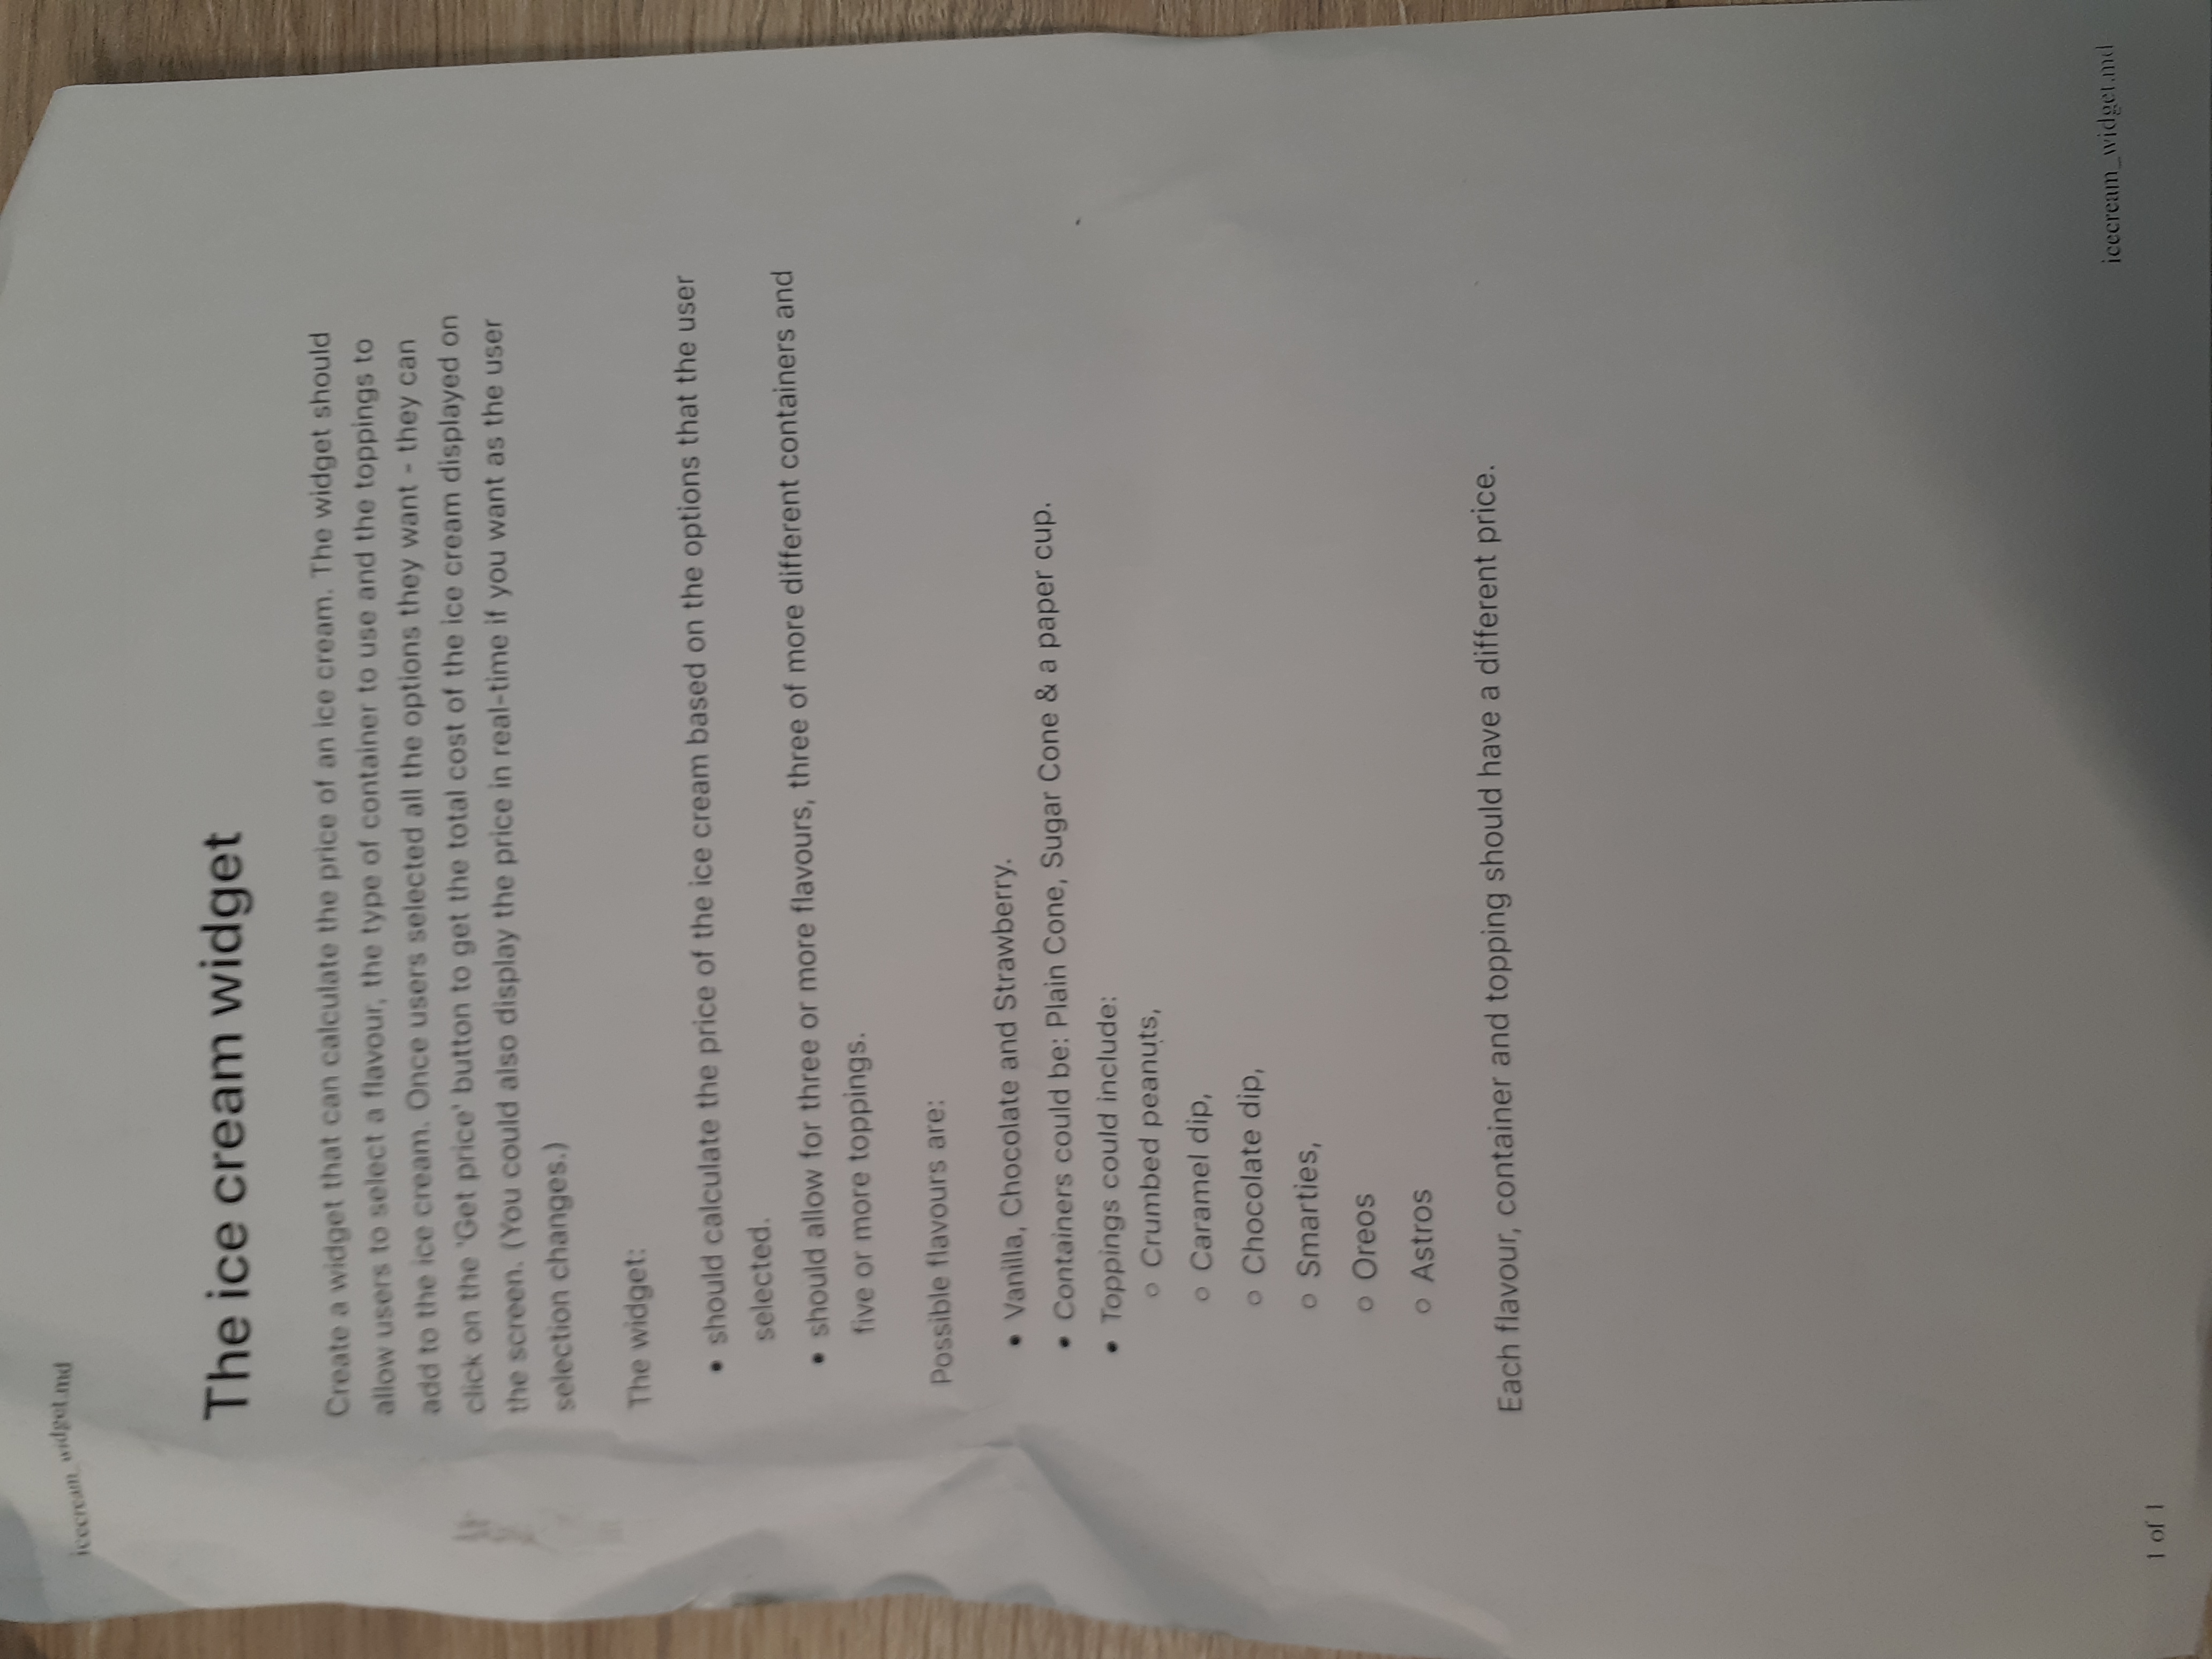 icecream_widget.md
The ice cream widget
Create a widget that can calculate the price of an ice cream. The widget should
allow users to select a flavour, the type of container to use and the toppings to
add to the ice cream. Once users selected all the options they want - they can
click on the 'Get price' button to get the total cost of the ice cream displayed on
the screen. (You could also display the price in real-time if you want as the user
selection changes.)
The widget:
• should calculate the price of the ice cream based on the options that the user
selected.
• should allow for three or more flavours, three of more different containers and
five or more toppings.
Possible flavours are:
• Vanilla, Chocolate and Strawberry.
• Containers could be: Plain Cone, Sugar Cone & a paper cup.
• Toppings could include:
○ Crumbed peanuts,
○ Caramel dip,
○ Chocolate dip,
○ Smarties,
○ Oreos
○ Astros
Each flavour, container and topping should have a different price.
icecream_widget.md
1 of 1